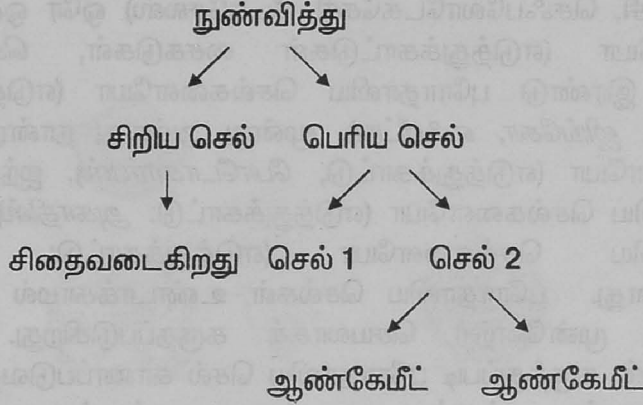 நுண்வித்து
சிறிய செல் பெரிய செல்
சிதைவடைகிறது செல் 1 செல் 2
ஆண்கேமீட் ஆண்கேமீட்